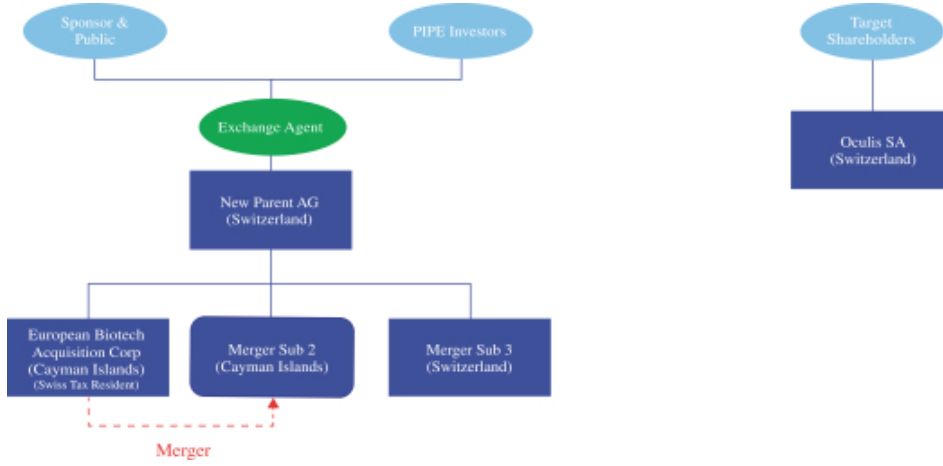 Sponsor &
Public
PIPE Investors
Target
Shareholders
Exchange Agent
Oculis SA
(Switzerland)
New Parent AG
(Switzerland)
European Biotech
Acquisition Corp
(Cayman Islands)
(Swiss Tax Resident)
Merger Sub 2
(Cayman Islands)
Merger Sub 3
(Switzerland)
Merger